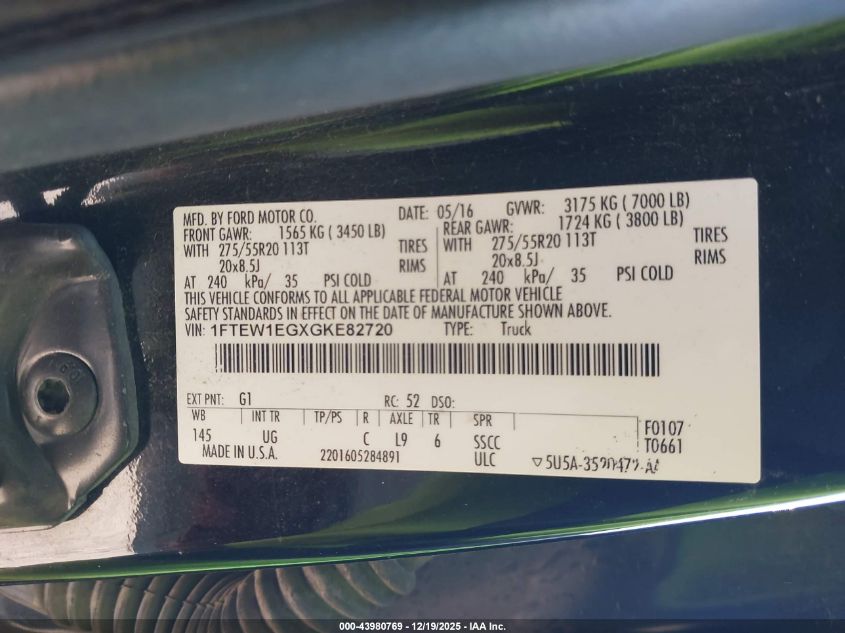 MFD. BY FORD MOTOR CO. DATE: 05/16 GVWR: 3175 KG ( 7000 LB)
FRONT GAWR: 1565 KG ( 3450 LB) REAR GAWR: 1724 KG ( 3800 LB)
WITH 275/55R20 113T TIRES WITH 275/55R20 113T TIRES
20x8.5J RIMS 20x8.5J RIMS
AT 240 kPa/ 35 PSI COLD AT 240 kPa/ 35 PSI COLD
THIS VEHICLE CONFORMS TO ALL APPLICABLE FEDERAL MOTOR VEHICLE
SAFETY STANDARDS IN EFFECT ON THE DATE OF MANUFACTURE SHOWN ABOVE.
VIN: 1FTEW1EGXGKE82720 TYPE: Truck
EXT PNT: G1 RC: 52 DSO:
WB INT TR TP/PS R AXLE TR SPR F0107
145 UG C L9 6 SSCC T0661
MADE IN U.S.A. 2201605284891 ULC
000-43980769 - 12/19/2025 - IAA Inc.